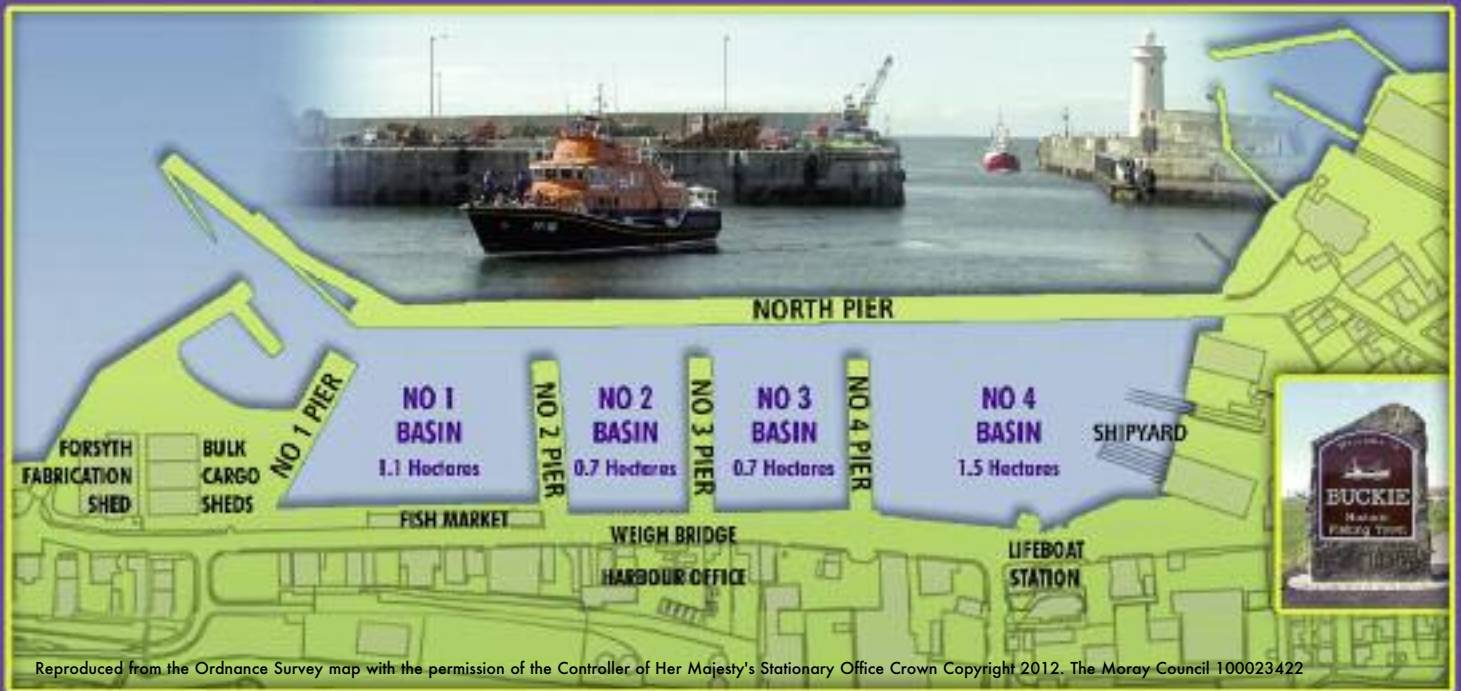 NORTH PIER
NO 1 PIER
NO 1
BASIN
1.1 Hectares
NO 2 PIER
NO 2
BASIN
0.7 Hectares
NO 3 PIER
NO 3
BASIN
0.7 Hectares
NO 4 PIER
NO 4
BASIN
1.5 Hectares
SHIPYARD
FORSYTH
FABRICATION
SHED
BULK
CARGO
SHEDS
FISH MARKET
WEIGH BRIDGE
HARBOUR OFFICE
LIFEBOAT
STATION
BUCKIE
Historic
Fishing Town
Reproduced from the Ordnance Survey map with the permission of the Controller of Her Majesty's Stationary Office Crown Copyright 2012. The Moray Council 100023422